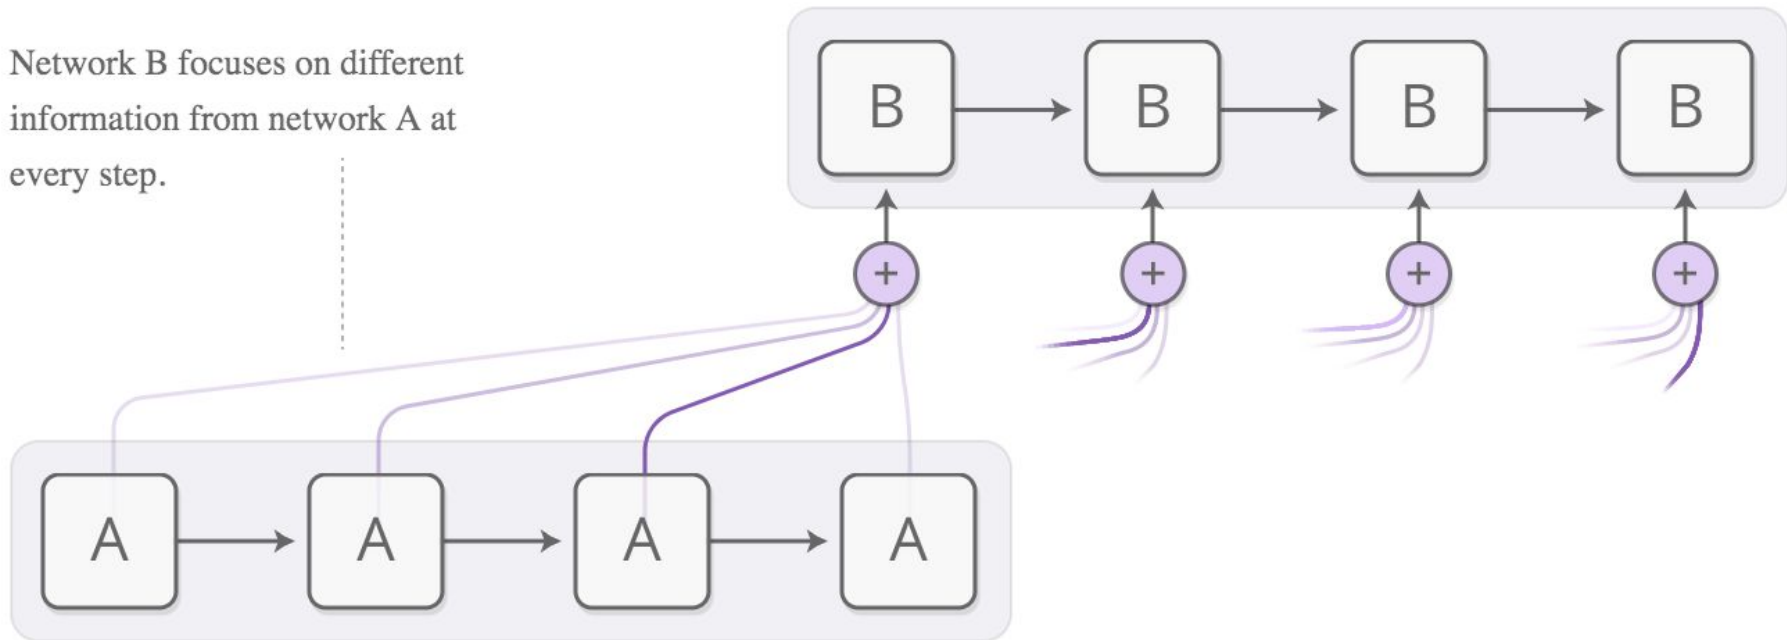 Network B focuses on different
information from network A at
every step.
B B B B
+ + + +
A A A A